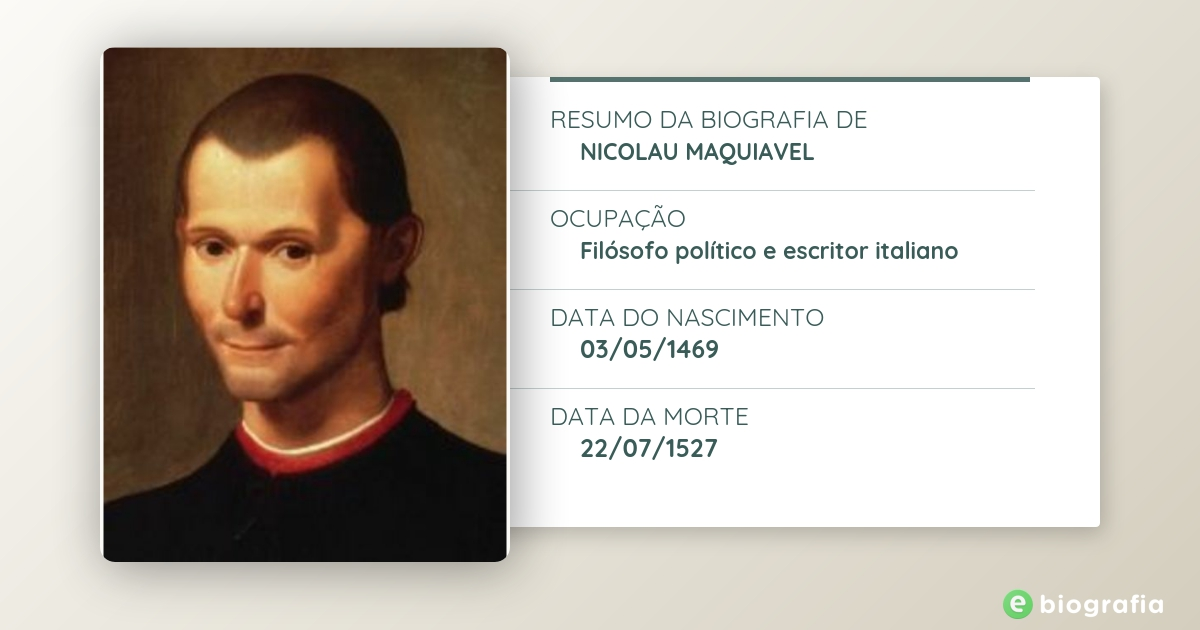 RESUMO DA BIOGRAFIA DE
NICOLAU MAQUIAVEL
OCUPAÇÃO
Filósofo político e escritor italiano
DATA DO NASCIMENTO
03/05/1469
DATA DA MORTE
22/07/1527
e biografia